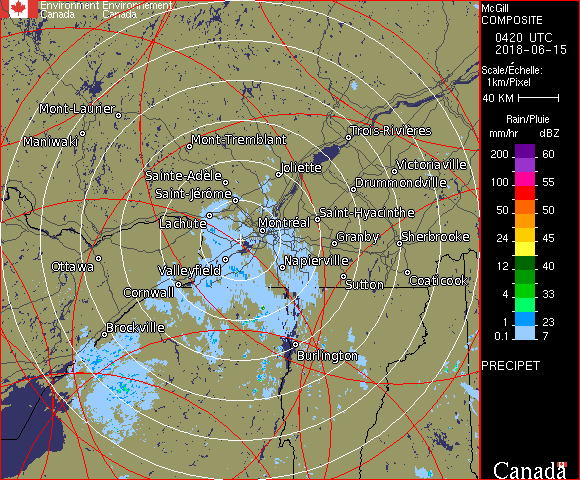 Environment Environnement
Canada Canada
McGill
COMPOSITE
0420 UTC
2018-06-15
Scale/Échelle:
1km/Pixel
40 KM
Rain/Pluie
mm/hr dBZ
200 60
100 55
75 50
50 50
24 45
12 40
4 33
1 23
0.1 7
PRECIPET
Canada
Mont-Laurier
Maniwaki
Mont-Tremblant
Trois-Rivières
Sainte-Adèle
Joliette
Victoriaville
Saint-Jérôme
Drummondville
Lachute
Montréal
Saint-Hyacinthe
Granby
Sherbrooke
Ottawa
Valleyfield
Napierville
Cornwall
Sutton
Coaticook
Brockville
Burlington